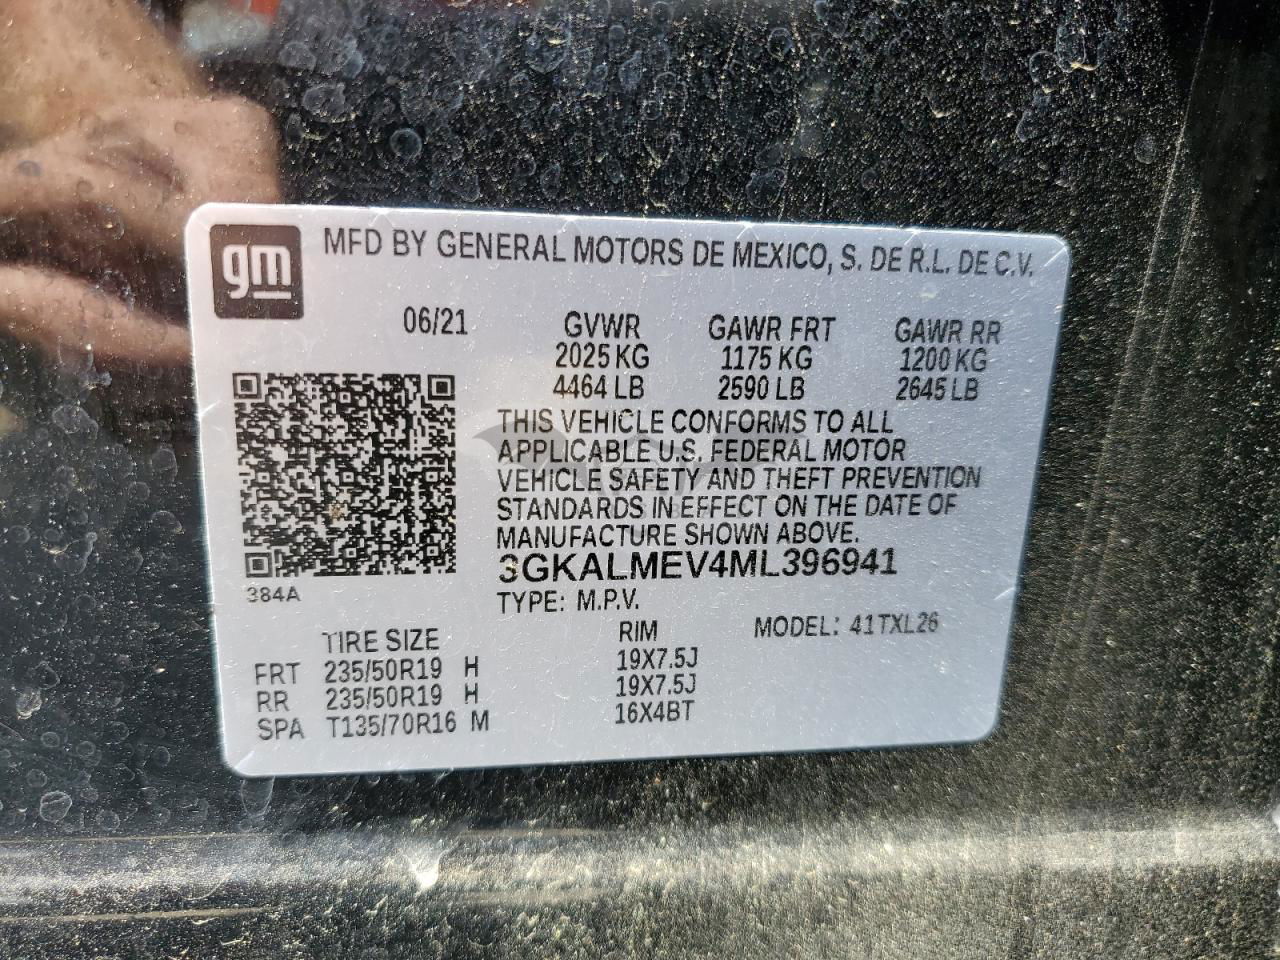 gm MFD BY GENERAL MOTORS DE MEXICO, S. DE R.L. DE C.V.
06/21 GVWR GAWR FRT GAWR RR
2025 KG 1175 KG 1200 KG
4464 LB 2590 LB 2645 LB
THIS VEHICLE CONFORMS TO ALL
APPLICABLE U.S. FEDERAL MOTOR
VEHICLE SAFETY AND THEFT PREVENTION
STANDARDS IN EFFECT ON THE DATE OF
MANUFACTURE SHOWN ABOVE.
3GKALMEV4ML396941
384A
TYPE: M.P.V.
TIRE SIZE RIM MODEL: 41TXL26
FRT 235/50R19 H 19X7.5J
RR 235/50R19 H 19X7.5J
SPA T135/70R16 M 16X4BT